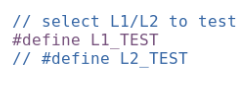 // select L1/L2 to test
#define L1_TEST
// #define L2_TEST